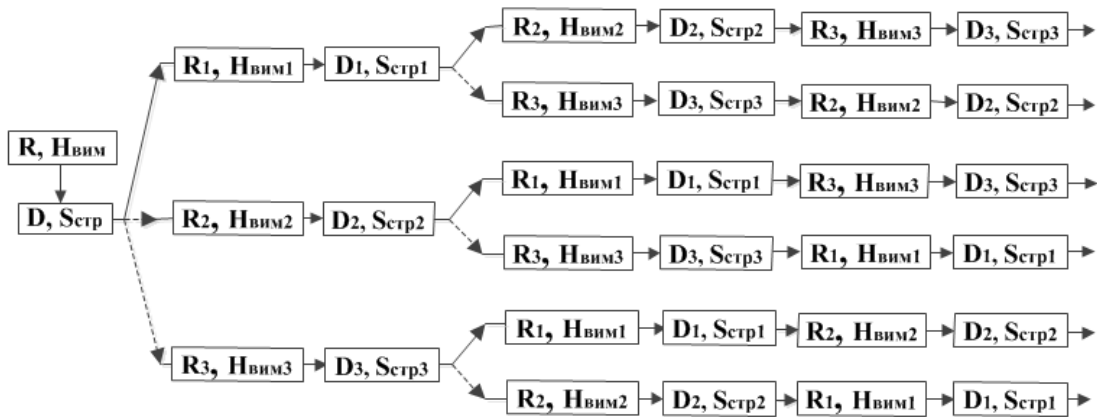 R2, Нвим2 D2, Sстр2 R3, Нвим3 D3, Sстр3
R1, Нвим1 D1, Sстр1
R3, Нвим3 D3, Sстр3 R2, Нвим2 D2, Sстр2
R, Нвим
R1, Нвим1 D1, Sстр1 R3, Нвим3 D3, Sстр3
D, Sстр R2, Нвим2 D2, Sстр2
R3, Нвим3 D3, Sстр3 R1, Нвим1 D1, Sстр1
R1, Нвим1 D1, Sстр1 R2, Нвим2 D2, Sстр2
R3, Нвим3 D3, Sстр3
R2, Нвим2 D2, Sстр2 R1, Нвим1 D1, Sстр1